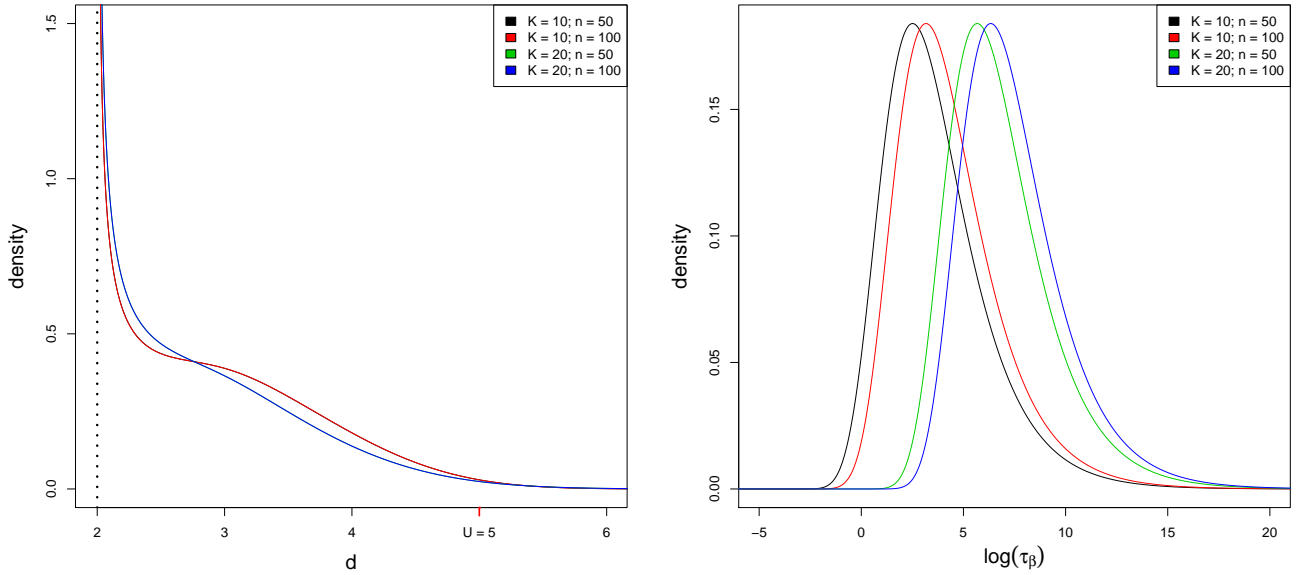 K = 10; n = 50
K = 10; n = 100
K = 20; n = 50
K = 20; n = 100
density
0.0
0.5
1.0
1.5
2
3
4
U = 5
6
d
K = 10; n = 50
K = 10; n = 100
K = 20; n = 50
K = 20; n = 100
density
0.00
0.05
0.10
0.15
−5
0
5
10
15
20
log(τβ)